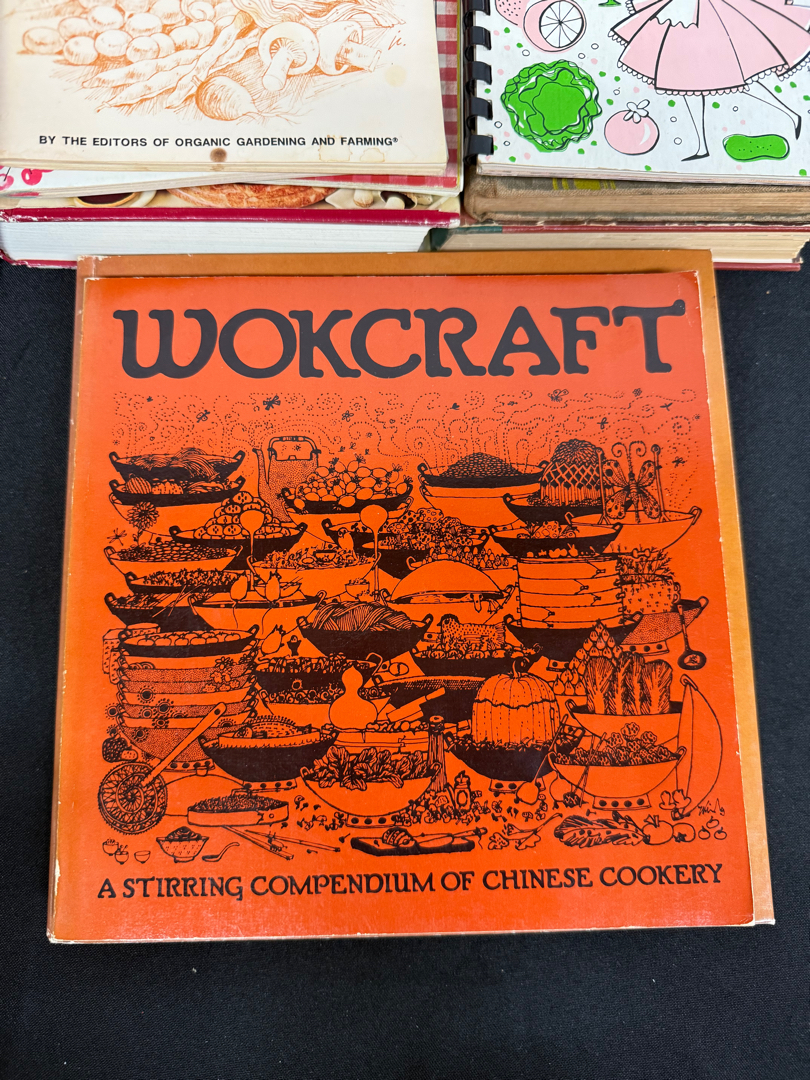 BY THE EDITORS OF ORGANIC GARDENING AND FARMING®
WOKCRAFT
A STIRRING COMPENDIUM OF CHINESE COOKERY